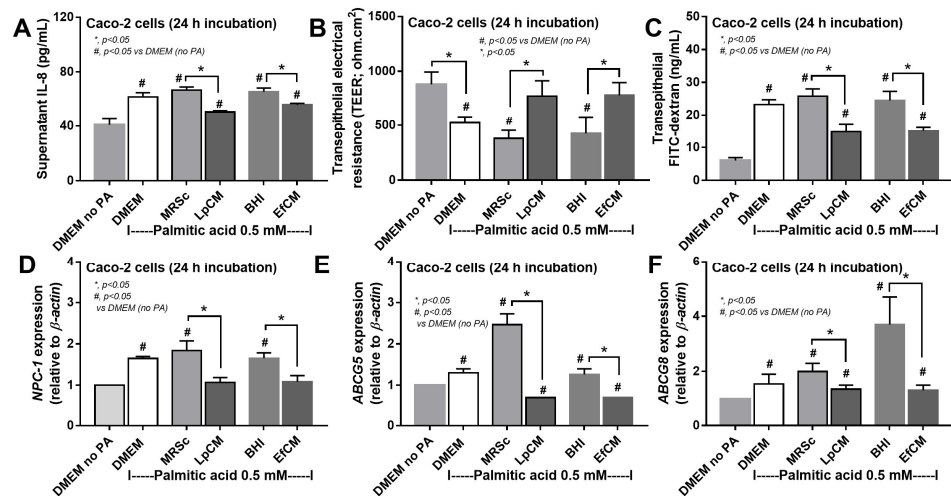 A
Caco-2 cells (24 h incubation)
*, p<0.05
#, p<0.05 vs DMEM (no PA)
Supernatant IL-8 (pg/mL)
120
80
40
0
#
#
*
#
#
*
#
DMEM no PA
DMEM
MRSc
LpCM
BHI
EfCM
I-----Palmitic acid 0.5 mM-----I
B
Caco-2 cells (24 h incubation)
#, p<0.05 vs DMEM (no PA)
*, p<0.05
Transepithelial electrical
resistance (TEER; ohm.cm²)
1500
1000
500
0
*
#
#
*
#
*
DMEM no PA
DMEM
MRSc
LpCM
BHI
EfCM
I-----Palmitic acid 0.5 mM-----I
C
Caco-2 cells (24 h incubation)
*, p<0.05
#, p<0.05 vs DMEM (no PA)
Transepithelial
FITC-dextran (ng/mL)
50
40
30
20
10
0
#
#
*
#
#
*
#
DMEM no PA
DMEM
MRSc
LpCM
BHI
EfCM
I-----Palmitic acid 0.5 mM-----I
D
Caco-2 cells (24 h incubation)
*, p<0.05
#, p<0.05
vs DMEM (no PA)
NPC-1 expression
(relative to β-actin)
4
3
2
1
0
#
#
*
#
*
DMEM no PA
DMEM
MRSc
LpCM
BHI
EfCM
I-----Palmitic acid 0.5 mM-----I
E
Caco-2 cells (24 h incubation)
*, p<0.05
#, p<0.05
vs DMEM (no PA)
ABCG5 expression
(relative to β-actin)
4
3
2
1
0
#
#
*
#
#
*
#
DMEM no PA
DMEM
MRSc
LpCM
BHI
EfCM
I-----Palmitic acid 0.5 mM-----I
F
Caco-2 cells (24 h incubation)
*, p<0.05
#, p<0.05 vs DMEM (no PA)
ABCG8 expression
(relative to β-actin)
6
4
2
0
#
#
*
#
#
*
#
DMEM no PA
DMEM
MRSc
LpCM
BHI
EfCM
I-----Palmitic acid 0.5 mM-----I